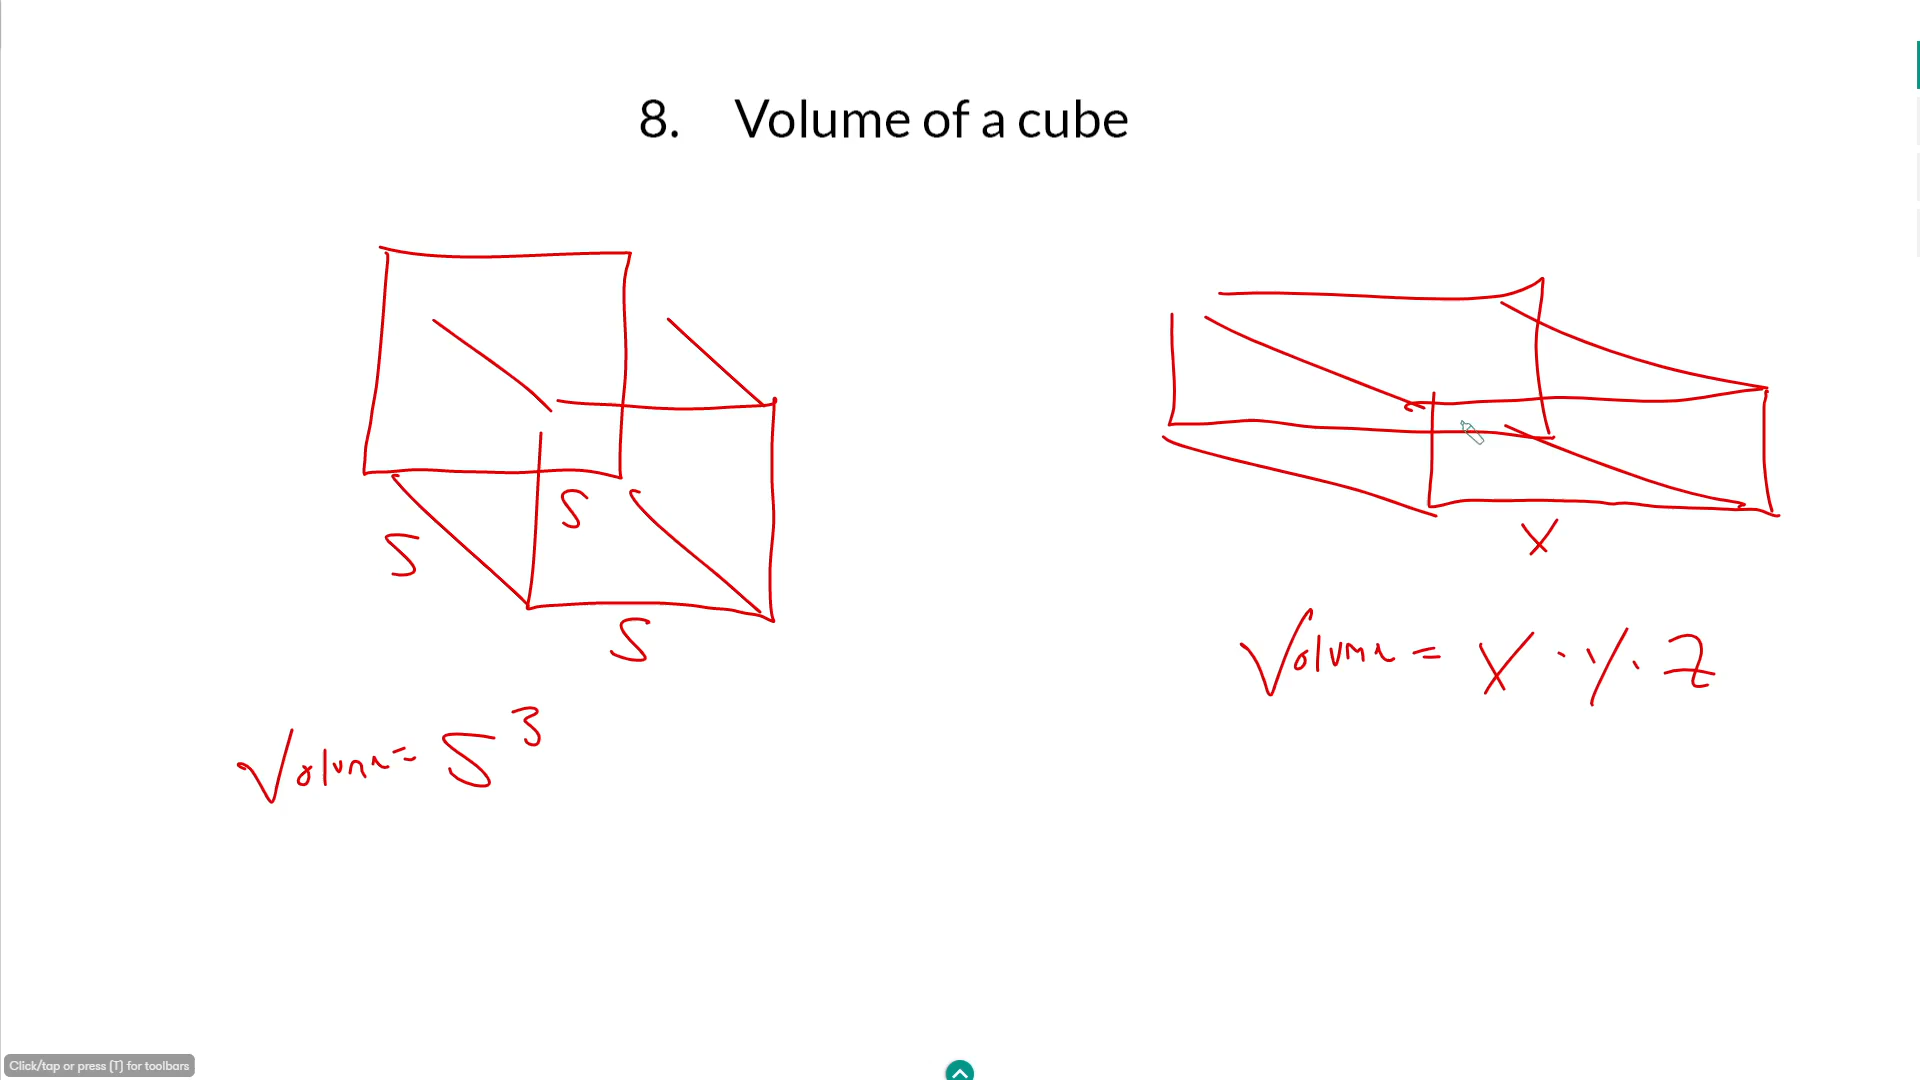 8. Volume of a cube
S
S
S
X
Volume = X · Y · Z
Volume = S³
Click/tap or press (T) for toolbars